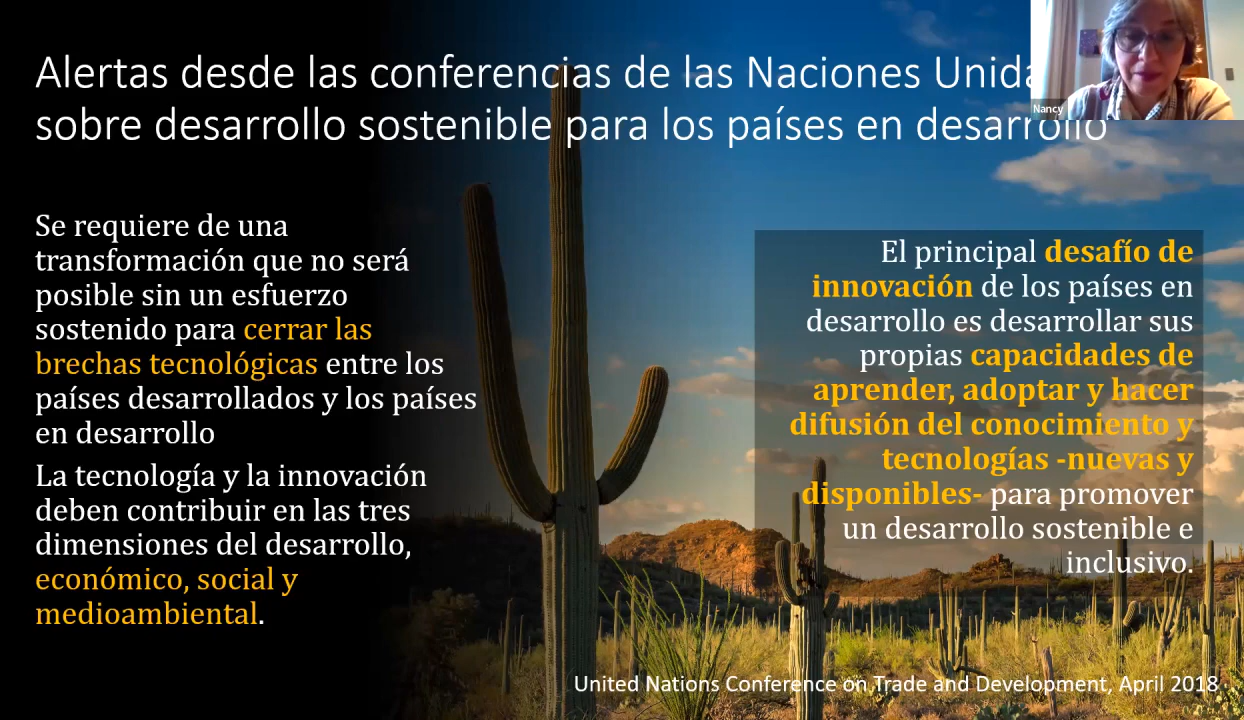 Alertas desde las conferencias de las Naciones Unida
sobre desarrollo sostenible para los países en desarrollo
Nancy
Se requiere de una
transformación que no será
posible sin un esfuerzo
sostenido para cerrar las
brechas tecnológicas entre los
países desarrollados y los países
en desarrollo
La tecnología y la innovación
deben contribuir en las tres
dimensiones del desarrollo,
económico, social y
medioambiental.
El principal desafío de
innovación de los países en
desarrollo es desarrollar sus
propias capacidades de
aprender, adoptar y hacer
difusión del conocimiento y
tecnologías -nuevas y
disponibles- para promover
un desarrollo sostenible e
inclusivo.
United Nations Conference on Trade and Development, April 2018